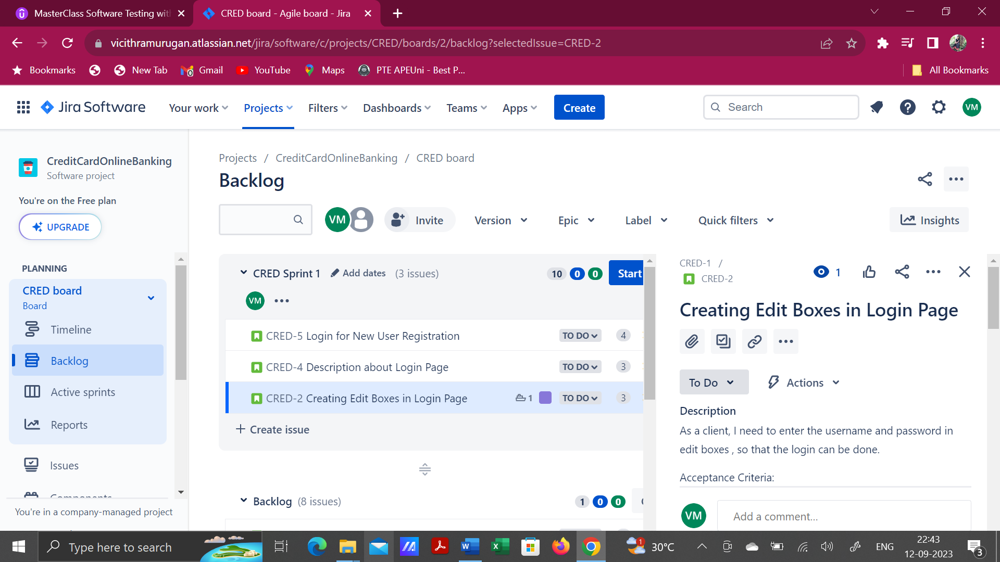 MasterClass Software Testing wit
CRED board - Agile board - Jira
vicithramurugan.atlassian.net/jira/software/c/projects/CRED/boards/2/backlog?selectedIssue=CRED-2
Bookmarks New Tab Gmail YouTube Maps PTE APEUni - Best P... All Bookmarks
Jira Software Your work Projects Filters Dashboards Teams Apps Create Search VM
CreditCardOnlineBanking
Software project
You're on the Free plan
UPGRADE
PLANNING
CRED board
Board
Timeline
Backlog
Active sprints
Reports
Issues
Components
You're in a company-managed project
Projects / CreditCardOnlineBanking / CRED board
Backlog
VM Invite Version Epic Label Quick filters Insights
CRED Sprint 1 Add dates (3 issues) 10 0 0 Start
VM
CRED-5 Login for New User Registration TO DO 4
CRED-4 Description about Login Page TO DO 3
CRED-2 Creating Edit Boxes in Login Page 1 TO DO 3
+ Create issue
Backlog (8 issues) 1 0 0
CRED-1 /
CRED-2
1
Creating Edit Boxes in Login Page
To Do Actions
Description
As a client, I need to enter the username and password in
edit boxes , so that the login can be done.
Acceptance Criteria:
VM Add a comment...
Type here to search
1 30°C ENG 22:43
12-09-2023 3